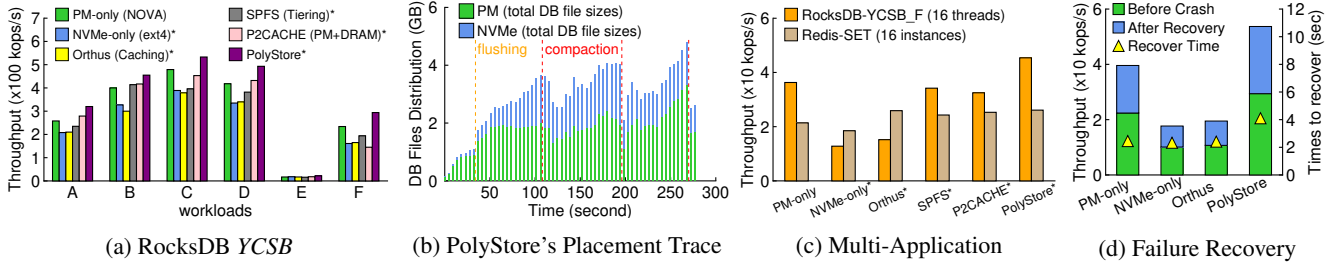 Throughput (x100 kops/s)
7
6
5
4
3
2
1
0
PM-only (NOVA)
NVMe-only (ext4)*
Orthus (Caching)*
SPFS (Tiering)*
P2CACHE (PM+DRAM)*
PolyStore*
A B C D E F
workloads
(a) RocksDB YCSB
DB Files Distribution (GB)
6
4
2
0
PM (total DB file sizes)
NVMe (total DB file sizes)
flushing compaction
50 100 150 200 250 300
Time (second)
(b) PolyStore's Placement Trace
Throughput (x10 kops/s)
6
4
2
0
RocksDB-YCSB_F (16 threads)
Redis-SET (16 instances)
PM-only NVMe-only* Orthus* SPFS* P2CACHE* PolyStore*
(c) Multi-Application
Throughput (x10 kops/s)
6
4
2
0
Before Crash
After Recovery
Recover Time
12
10
8
6
4
2
0
Times to recover (sec)
PM-only NVMe-only Orthus PolyStore
(d) Failure Recovery